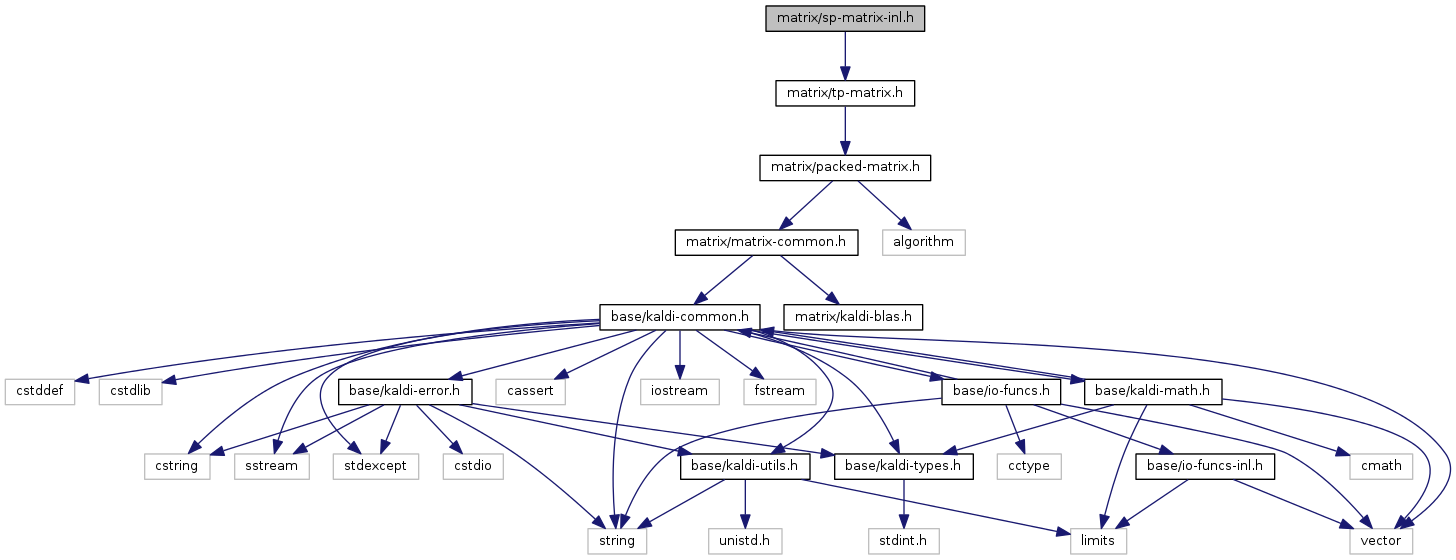 matrix/sp-matrix-inl.h
matrix/tp-matrix.h
matrix/packed-matrix.h
matrix/matrix-common.h
algorithm
base/kaldi-common.h
matrix/kaldi-blas.h
cstddef
cstdlib
base/kaldi-error.h
cassert
iostream
fstream
base/io-funcs.h
base/kaldi-math.h
cstring
sstream
stdexcept
cstdio
base/kaldi-utils.h
base/kaldi-types.h
cctype
base/io-funcs-inl.h
cmath
string
unistd.h
stdint.h
limits
vector